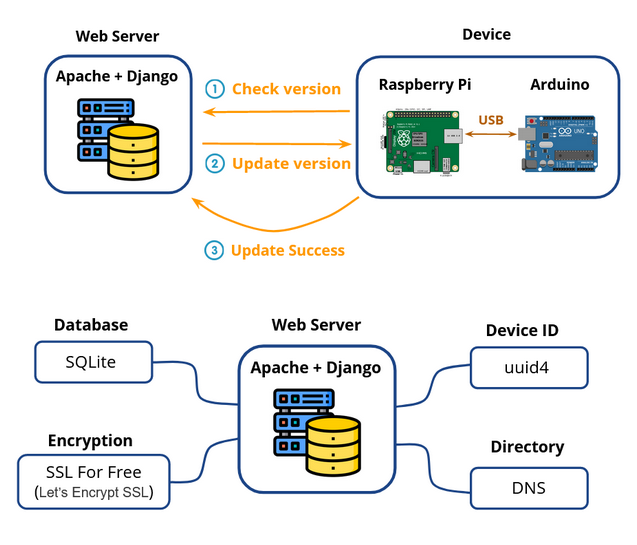 Web Server
Device
Apache + Django
Raspberry Pi
Arduino
1 Check version
USB
UNO
2 Update version
3 Update Success
Database
Web Server
Device ID
SQLite
Apache + Django
uuid4
Encryption
Directory
SSL For Free
(Let's Encrypt SSL)
DNS